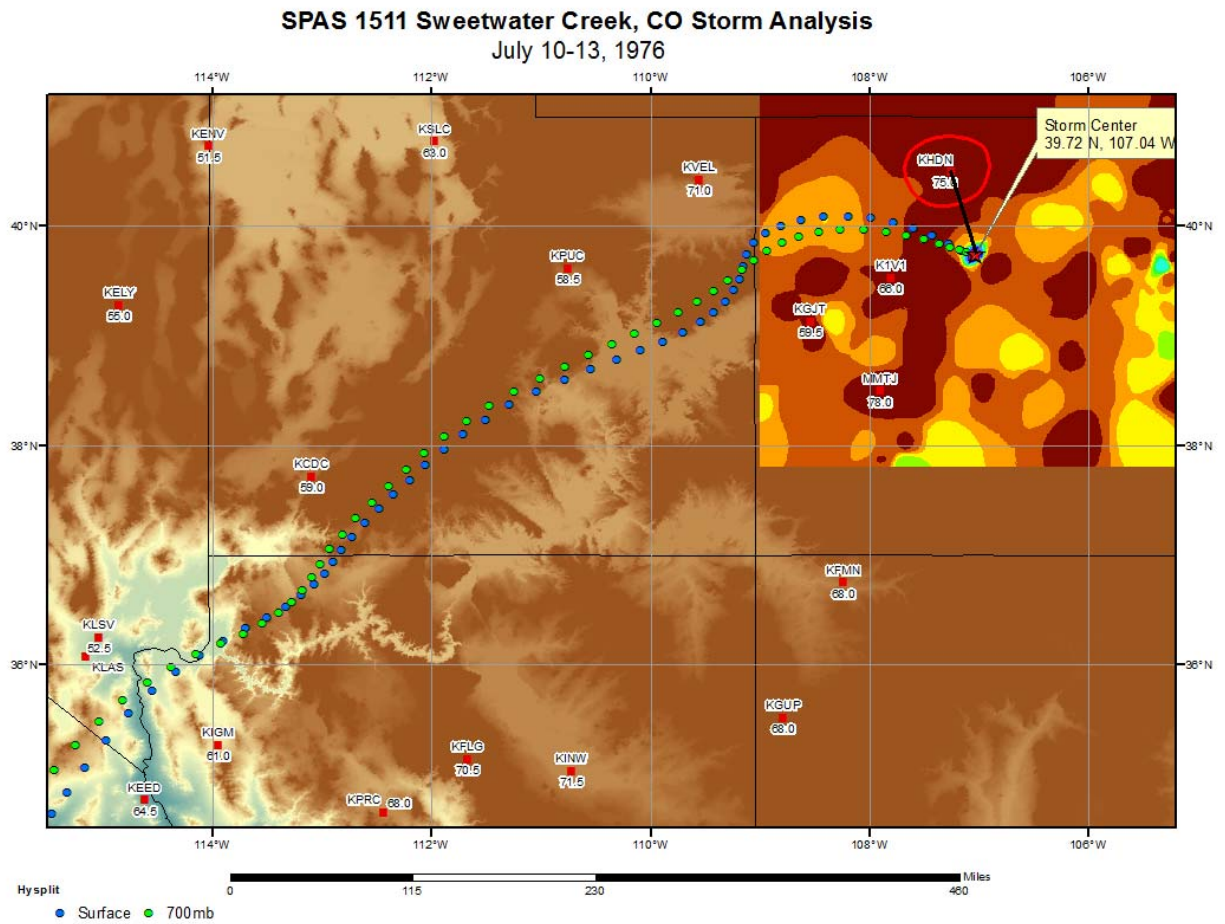 SPAS 1511 Sweetwater Creek, CO Storm Analysis
July 10-13, 1976
114°W 112°W 110°W 108°W 106°W
Storm Center
39.72 N, 107.04 W
KENV
51.5
KSLC
63.0
KVEL
71.0
KHDN
75.0
40°N 40°N
KPUC
58.5
K1V1
66.0
KELY
55.0
KGJT
59.5
MMTJ
78.0
38°N 38°N
KCDC
59.0
KFMN
68.0
KLSV
52.5
KLAS
36°N 36°N
KGUP
68.0
KIGM
61.0
KFLG
70.5
KINW
71.5
KEED
64.5
KPRC 68.0
114°W 112°W 110°W 108°W 106°W
Miles
0 115 230 460
Hysplit
Surface 700mb